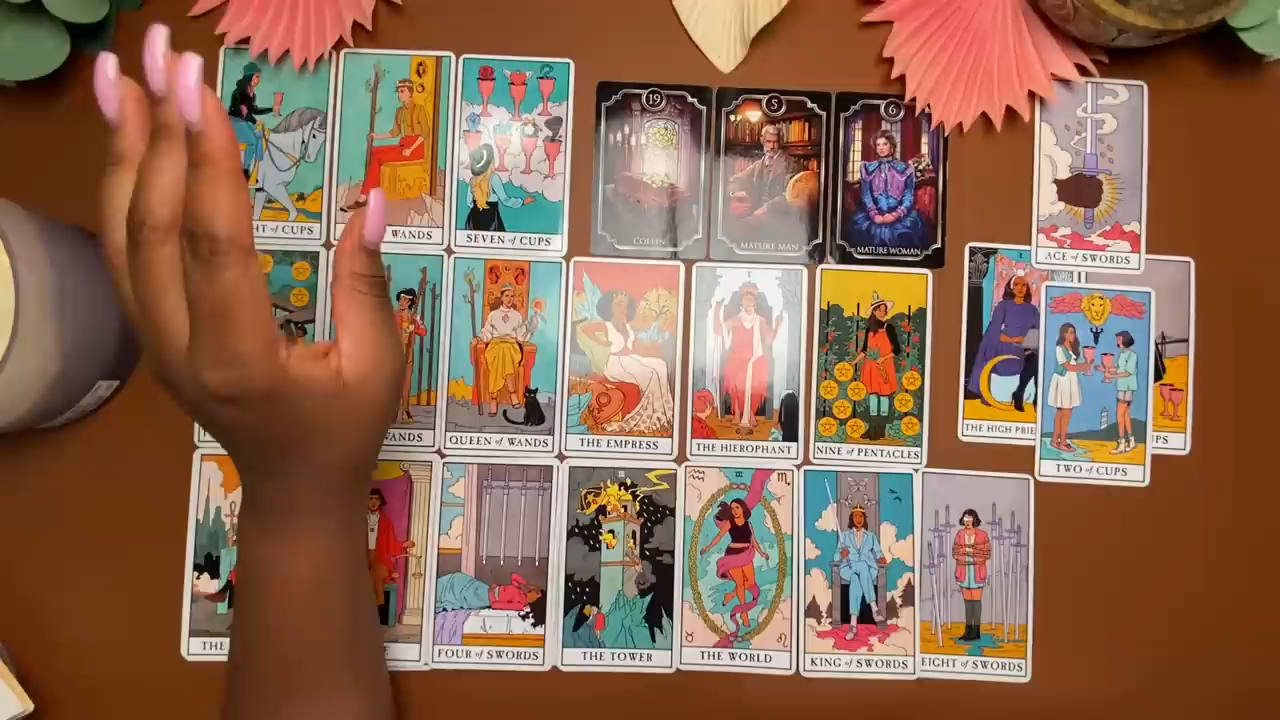 HT of CUPS
WANDS
SEVEN of CUPS
19
COFFIN
5
MATURE MAN
6
MATURE WOMAN
ACE of SWORDS
WANDS
QUEEN of WANDS
THE EMPRESS
THE HIEROPHANT
NINE of PENTACLES
THE HIGH PRIE
TWO of CUPS
UPS
THE
FOUR of SWORDS
THE TOWER
THE WORLD
KING of SWORDS
EIGHT of SWORDS